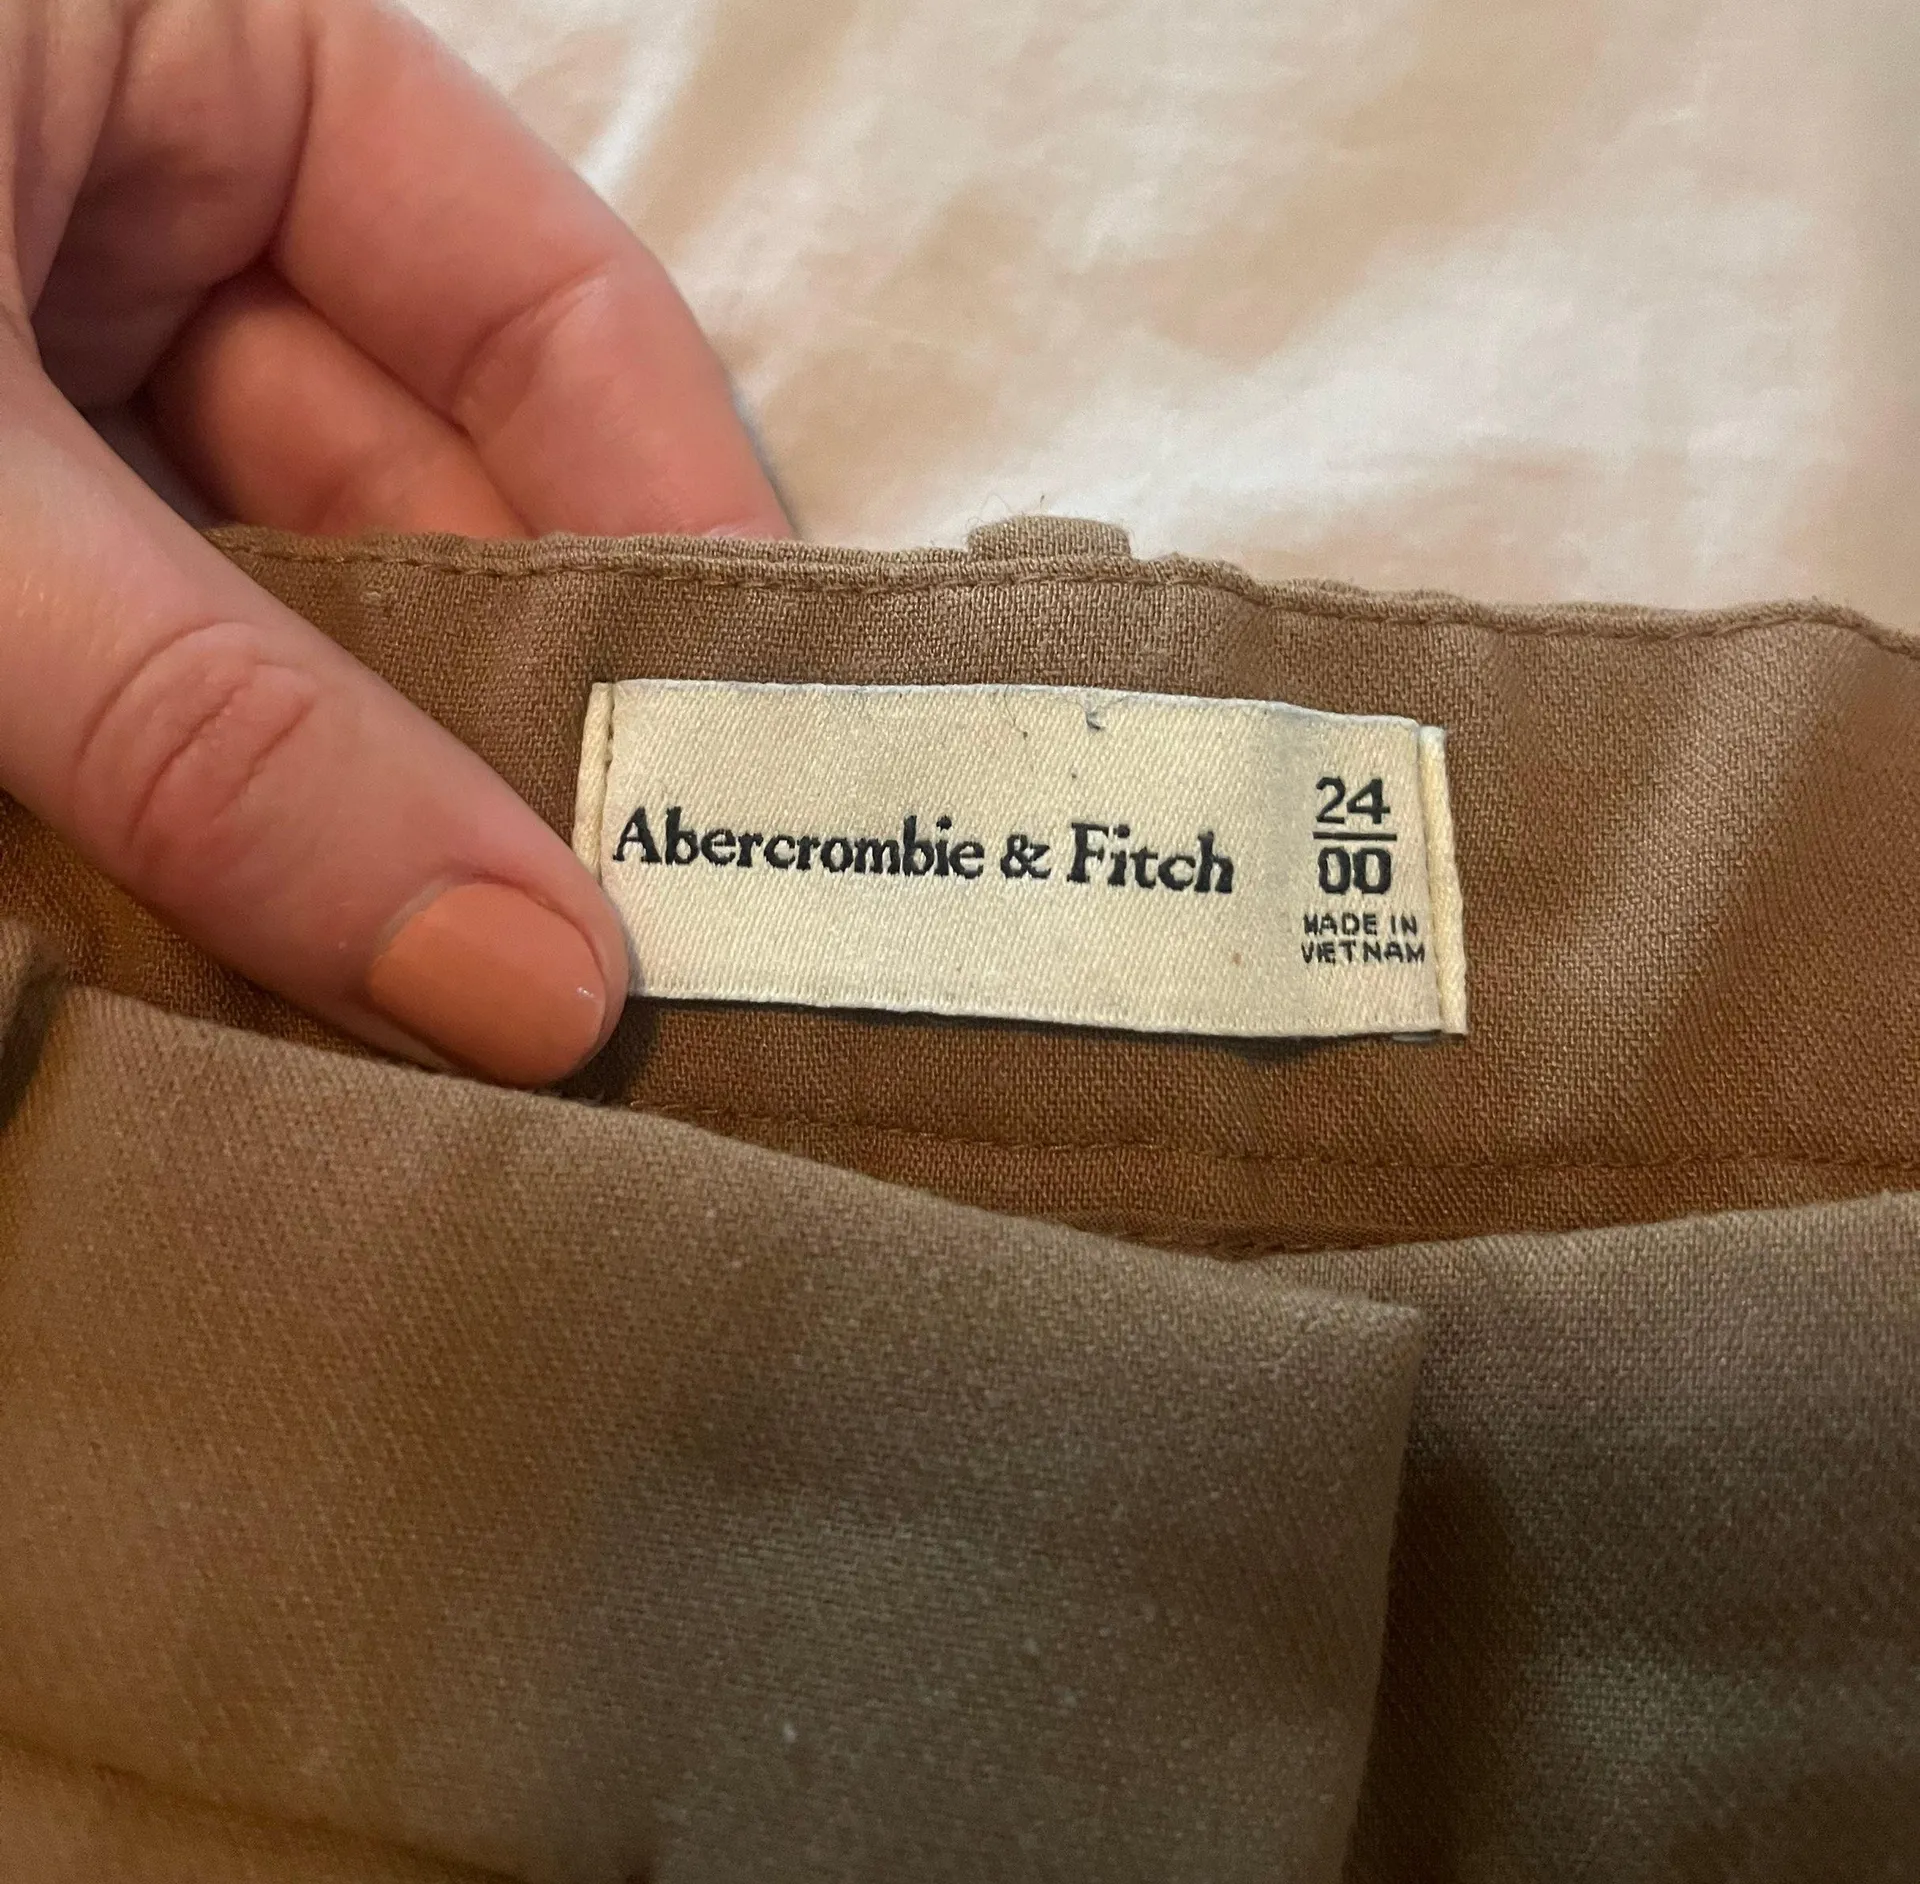 Abercrombie & Fitch
24
00
MADE IN
VIETNAM